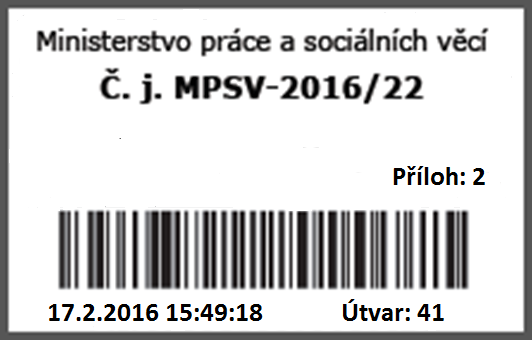 Ministerstvo práce a sociálních věcí
Č. j. MPSV-2016/22
Příloh: 2
17.2.2016 15:49:18 Útvar: 41